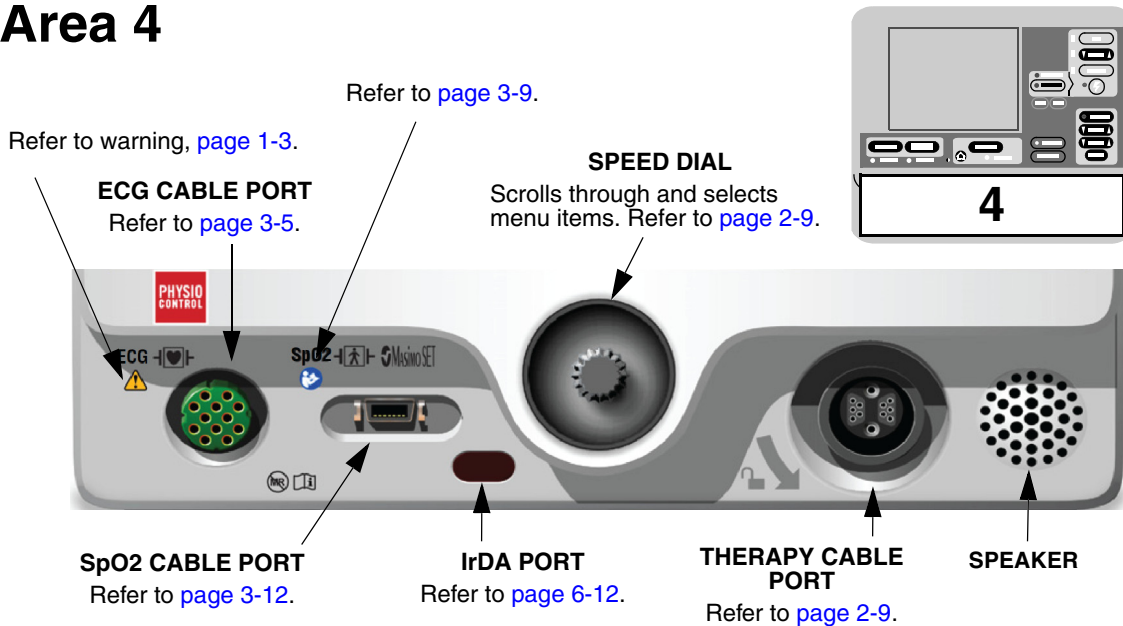 Area 4
Refer to page 3-9.
Refer to warning, page 1-3.
ECG CABLE PORT
Refer to page 3-5.
SPEED DIAL
Scrolls through and selects
menu items. Refer to page 2-9.
4
PHYSIO
CONTROL
ECG
SpO2
Masimo SET
MR
SpO2 CABLE PORT
Refer to page 3-12.
IrDA PORT
Refer to page 6-12.
THERAPY CABLE
PORT
Refer to page 2-9.
SPEAKER